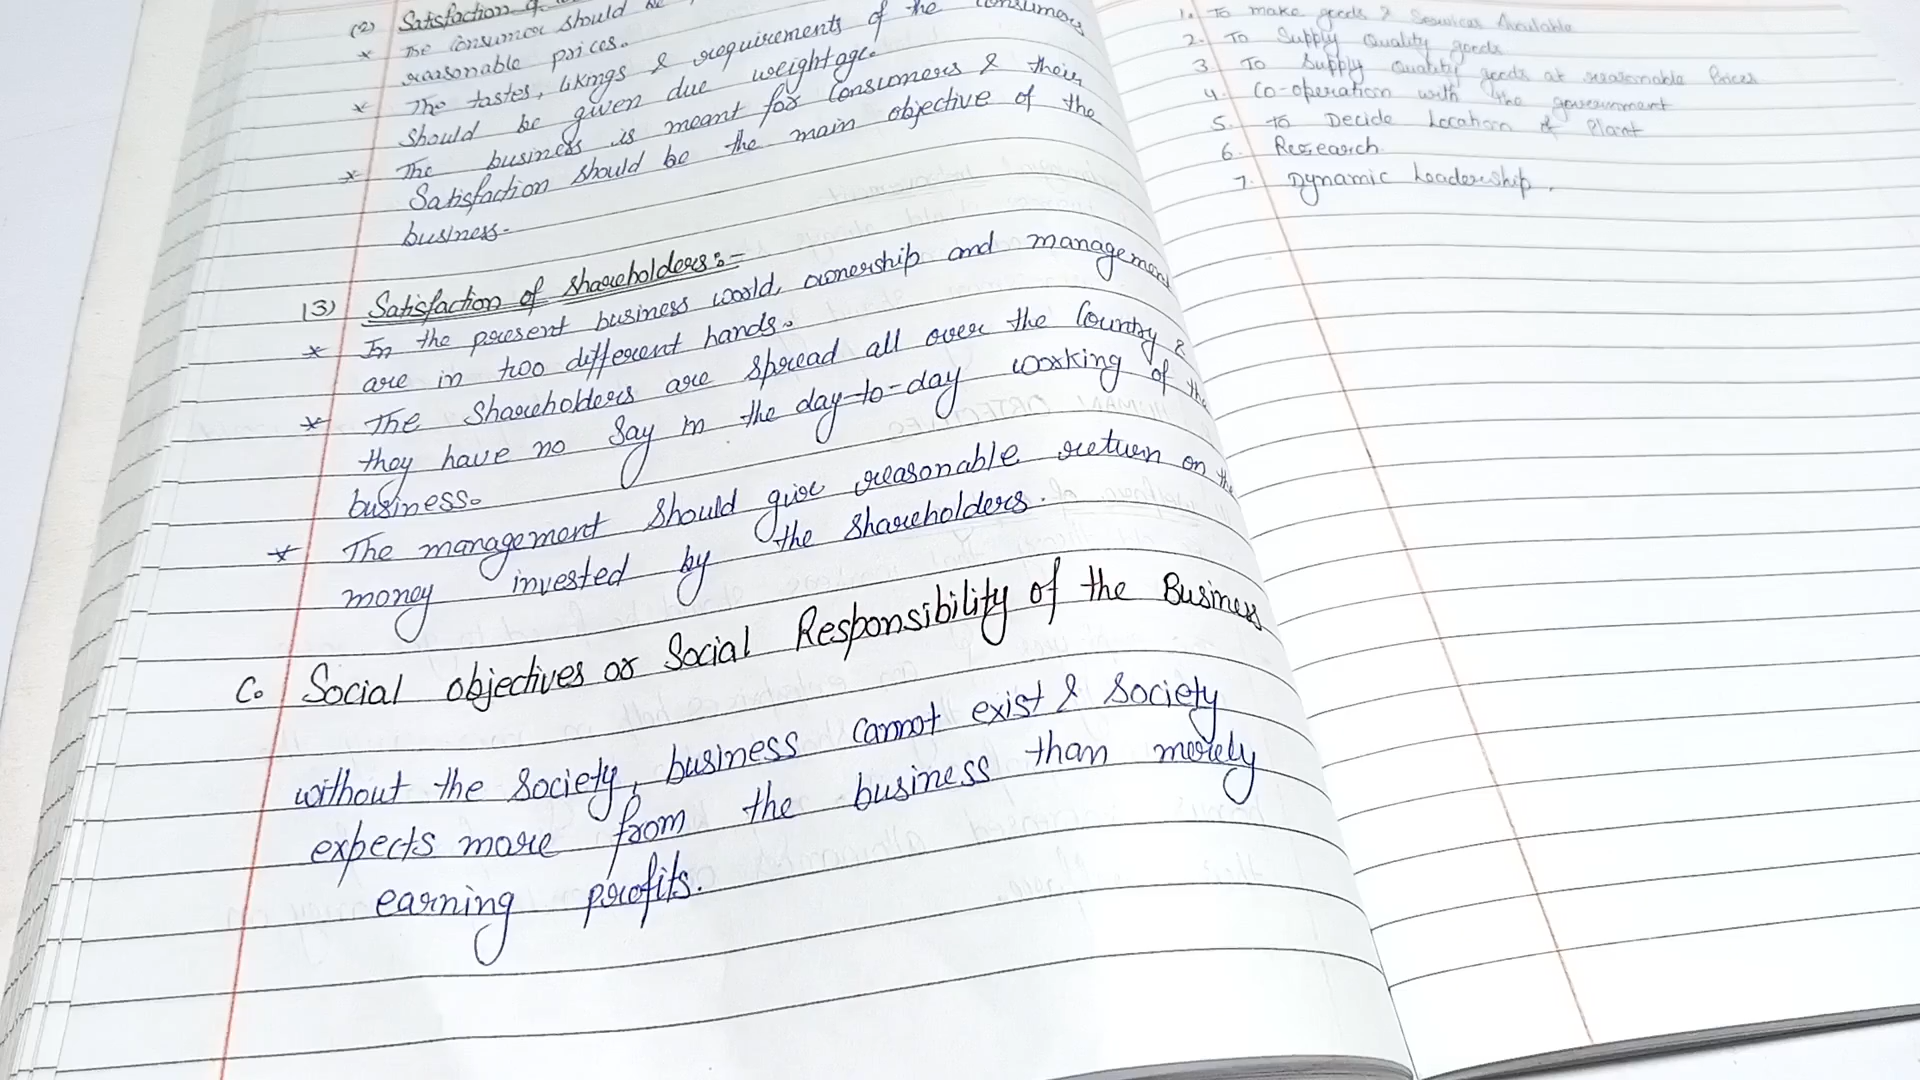 (2) Satisfaction of
* The Consumer should be
reasonable prices.
* The tastes, likings & requirements of the consumers
should be given due weightage.
* The business is meant for Consumers & their
Satisfaction should be the main objective of the
business.
(3) Satisfaction of shareholders:-
* In the present business world, ownership and management
are in two different hands.
* The Shareholders are spread all over the Country &
they have no say in the day-to-day working of the
business.
* The management should give reasonable return on the
money invested by the shareholders.
C. Social objectives or Social Responsibility of the Business
without the society, business cannot exist & society
expects more from the business than merely
earning profits.
1. To make goods & Services Available
2. To Supply Quality goods
3. To Supply Quality goods at reasonable Prices
4. Co-operation with the government
5. To Decide Location of Plant
6. Research
7. Dynamic Leadership.